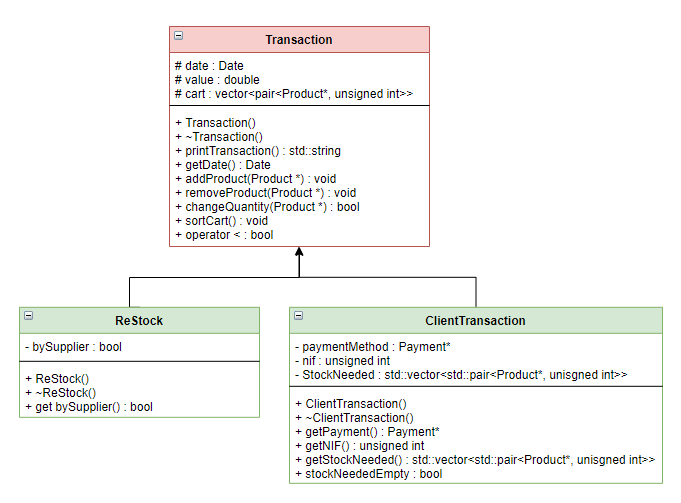 Transaction
# date : Date
# value : double
# cart : vector<pair<Product*, unsigned int>>
+ Transaction()
+ ~Transaction()
+ printTransaction() : std::string
+ getDate() : Date
+ addProduct(Product *) : void
+ removeProduct(Product *) : void
+ changeQuantity(Product *) : bool
+ sortCart() : void
+ operator < : bool
ReStock
- bySupplier : bool
+ ReStock()
+ ~ReStock()
+ get bySupplier() : bool
ClientTransaction
- paymentMethod : Payment*
- nif : unsigned int
- StockNeeded : std::vector<std::pair<Product*, unisgned int>>
+ ClientTransaction()
+ ~ClientTransaction()
+ getPayment() : Payment*
+ getNIF() : unsigned int
+ getStockNeeded() : std::vector<std::pair<Product*, unisgned int>>
+ stockNeededEmpty : bool